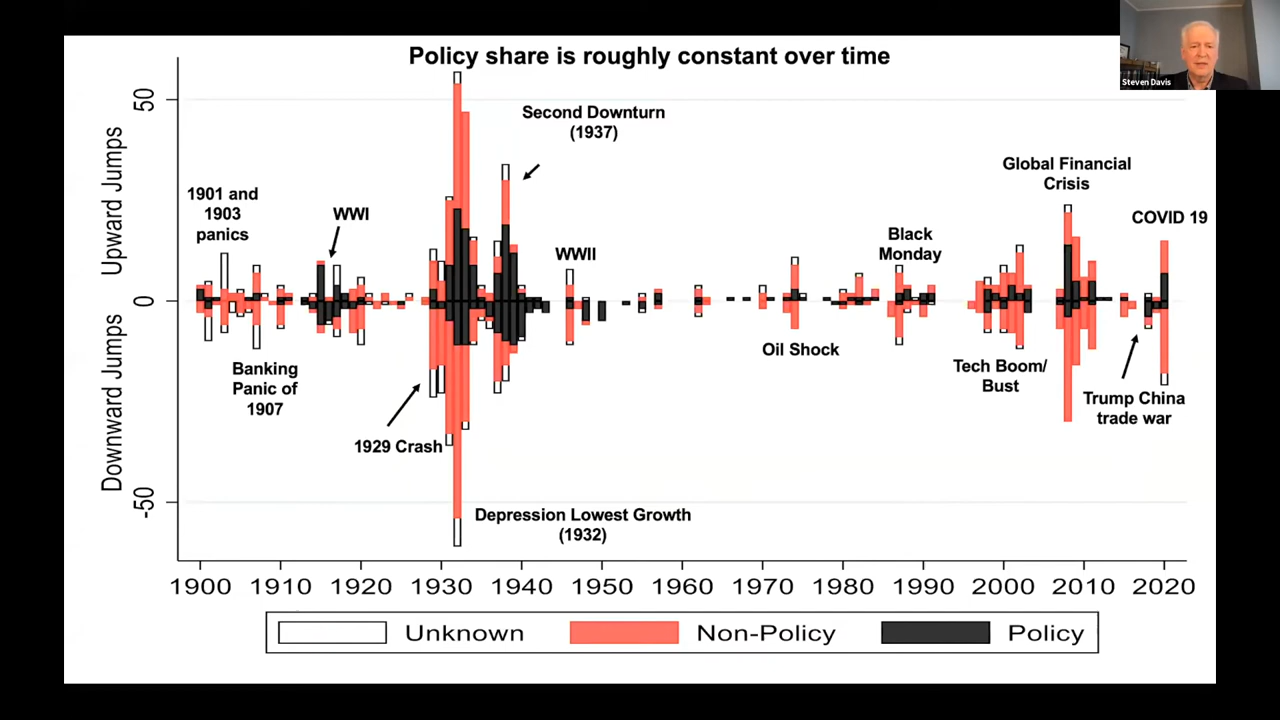 Policy share is roughly constant over time
Steven Davis
Upward Jumps
Downward Jumps
50
0
-50
Second Downturn
(1937)
Global Financial
Crisis
1901 and
1903
panics
WWI
COVID 19
WWII
Black
Monday
Oil Shock
Banking
Panic of
1907
Tech Boom/
Bust
Trump China
trade war
1929 Crash
Depression Lowest Growth
(1932)
1900 1910 1920 1930 1940 1950 1960 1970 1980 1990 2000 2010 2020
Unknown Non-Policy Policy